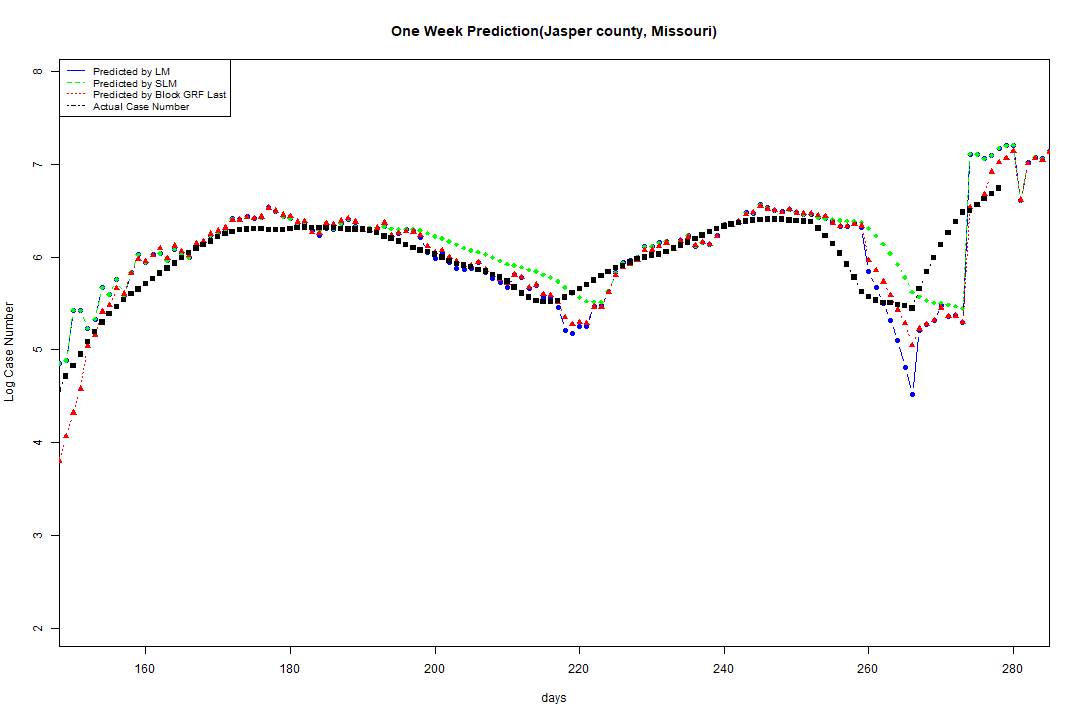 One Week Prediction(Jasper county, Missouri)
Predicted by LM
Predicted by SLM
Predicted by Block GRF Last
Actual Case Number
8
7
6
5
4
3
2
Log Case Number
160 180 200 220 240 260 280
days